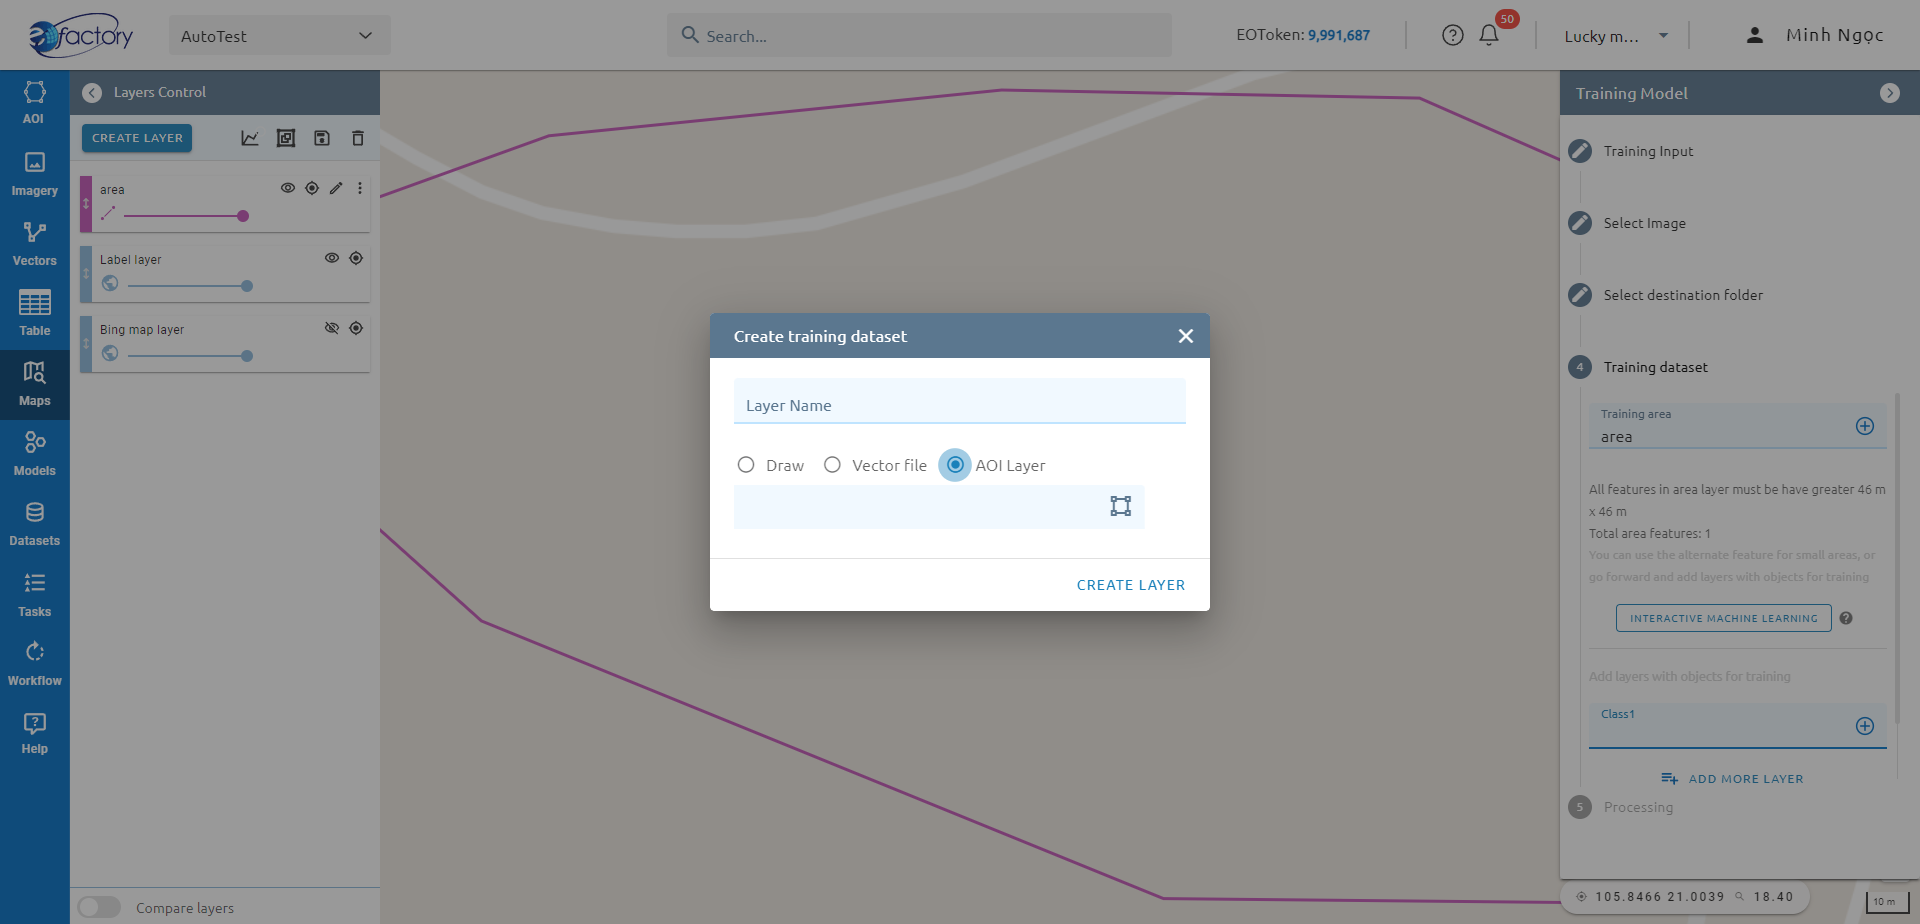 eofactory
AutoTest
Search...
EOToken: 9,991,687
50
Lucky m...
Minh Ngọc
AOI
Imagery
Vectors
Table
Maps
Models
Datasets
Tasks
Workflow
Help
Layers Control
CREATE LAYER
area
Label layer
Bing map layer
Compare layers
Create training dataset
Layer Name
Draw
Vector file
AOI Layer
CREATE LAYER
Training Model
Training Input
Select Image
Select destination folder
4
Training dataset
Training area
area
All features in area layer must be have greater 46 m
x 46 m
Total area features: 1
You can use the alternate feature for small areas, or
go forward and add layers with objects for training
INTERACTIVE MACHINE LEARNING
Add layers with objects for training
Class1
ADD MORE LAYER
5
Processing
105.8466 21.0039
18.40
10 m